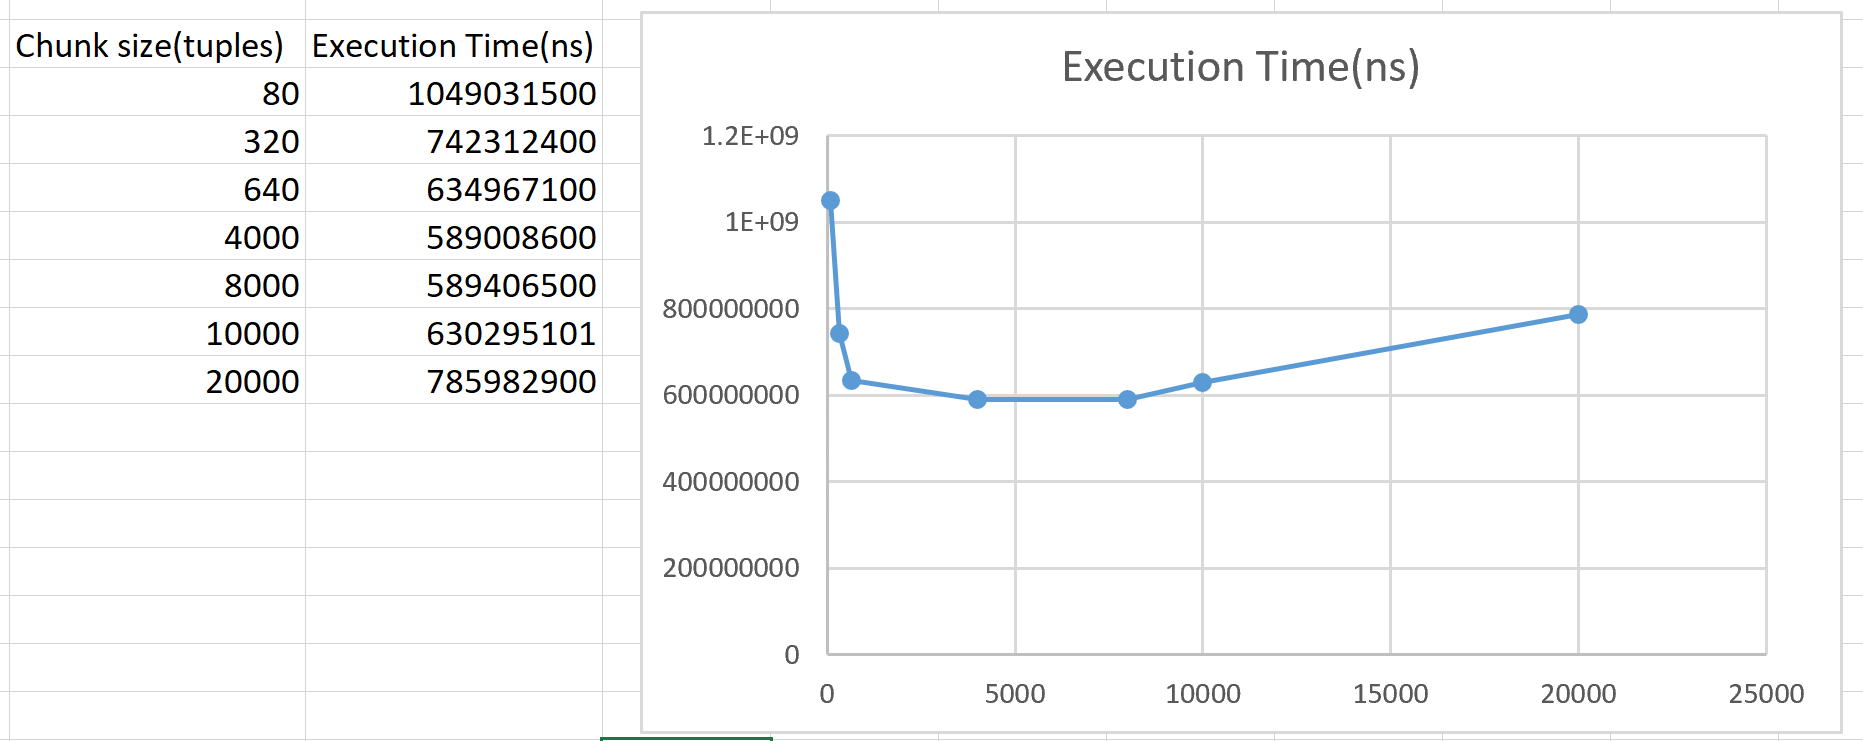 Chunk size(tuples) Execution Time(ns)
80 1049031500
320 742312400
640 634967100
4000 589008600
8000 589406500
10000 630295101
20000 785982900
Execution Time(ns)
1.2E+09
1E+09
800000000
600000000
400000000
200000000
0
0 5000 10000 15000 20000 25000